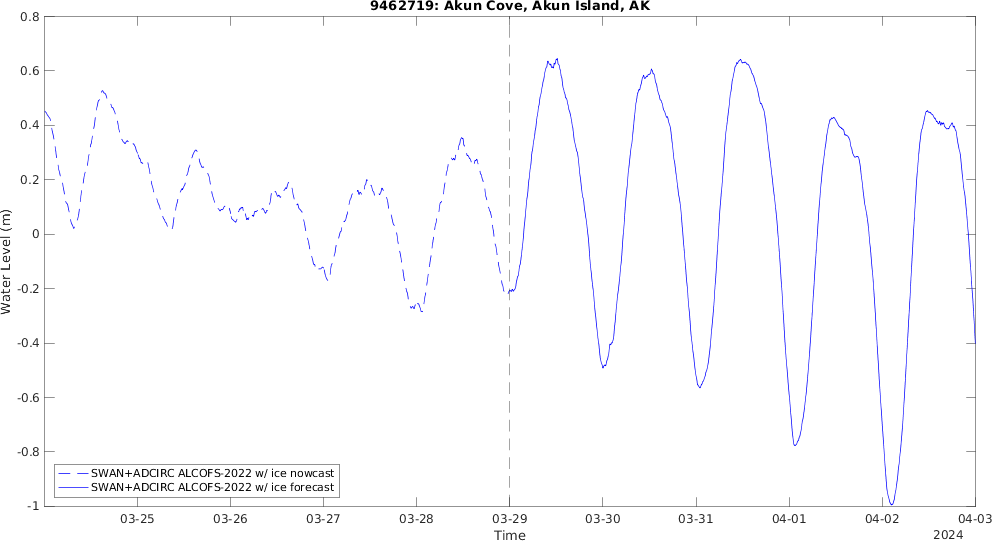 9462719: Akun Cove, Akun Island, AK
0.8
0.6
0.4
0.2
0
-0.2
-0.4
-0.6
-0.8
-1
Water Level (m)
SWAN+ADCIRC ALCOFS-2022 w/ ice nowcast
SWAN+ADCIRC ALCOFS-2022 w/ ice forecast
03-25 03-26 03-27 03-28 03-29 03-30 03-31 04-01 04-02 04-03
Time
2024